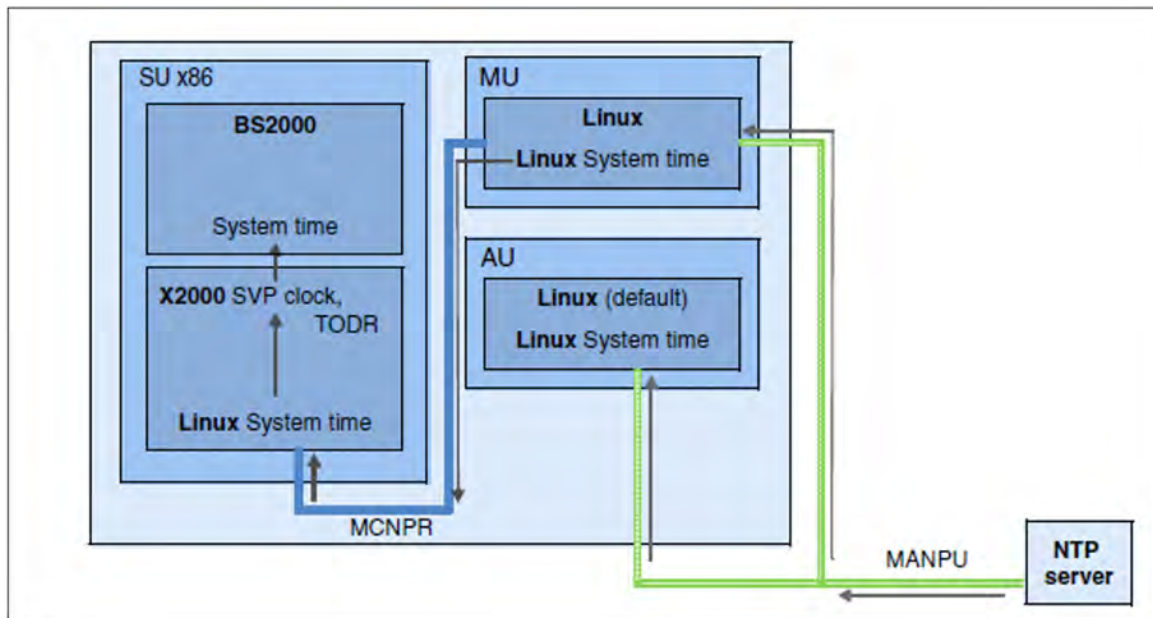 SU x86
BS2000
System time
X2000 SVP clock,
TODR
Linux System time
MU
Linux
Linux System time
AU
Linux (default)
Linux System time
MCNPR
MANPU
NTP
server